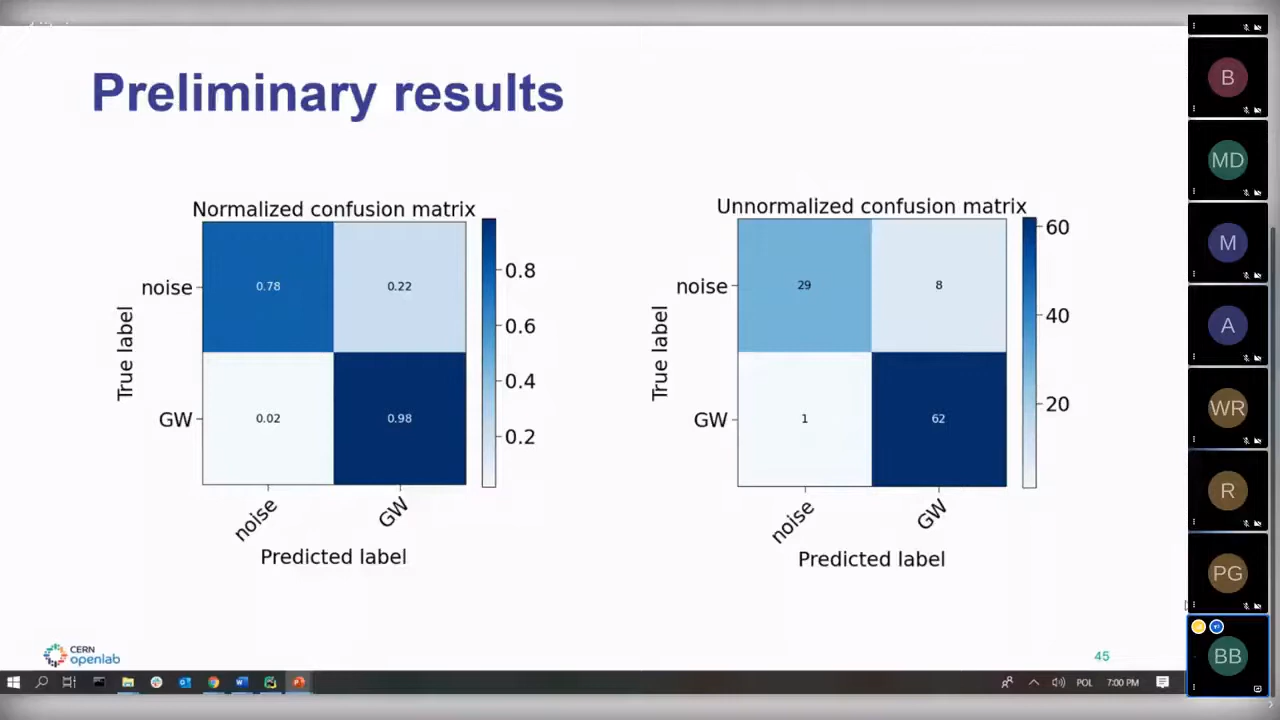 Preliminary results
Normalized confusion matrix
noise
0.78
0.22
GW
0.02
0.98
True label
noise
GW
Predicted label
0.8
0.6
0.4
0.2
Unnormalized confusion matrix
noise
29
8
GW
1
62
True label
noise
GW
Predicted label
60
40
20
CERN
openlab
45
B
MD
M
A
WR
R
PG
BB
POL
7:00 PM